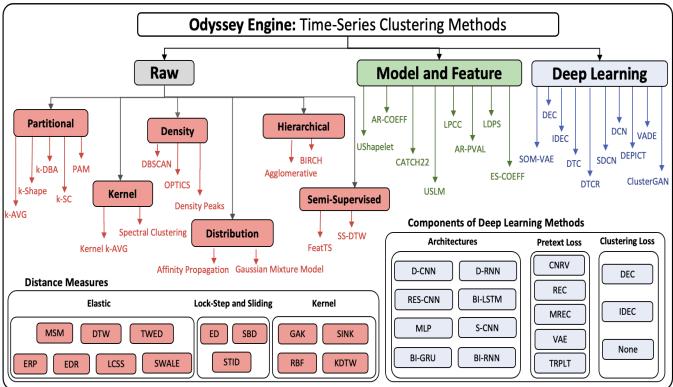 Odyssey Engine: Time-Series Clustering Methods
Raw
Model and Feature
Deep Learning
Partitional
k-AVG
k-Shape
k-DBA
k-SC
PAM
Kernel
Kernel k-AVG
Spectral Clustering
Density
DBSCAN
OPTICS
Density Peaks
Distribution
Affinity Propagation
Gaussian Mixture Model
Hierarchical
Agglomerative
BIRCH
Semi-Supervised
FeatTS
SS-DTW
UShapelet
AR-COEFF
CATCH22
USLM
LPCC
AR-PVAL
LDPS
ES-COEFF
SOM-VAE
DEC
IDEC
DTC
DTCR
SDCN
DCN
DEPICT
VADE
ClusterGAN
Distance Measures
Elastic
MSM
DTW
TWED
ERP
EDR
LCSS
SWALE
Lock-Step and Sliding
ED
SBD
STID
Kernel
GAK
SINK
RBF
KDTW
Components of Deep Learning Methods
Architectures
D-CNN
D-RNN
RES-CNN
BI-LSTM
MLP
S-CNN
BI-GRU
BI-RNN
Pretext Loss
CNRV
REC
MREC
VAE
TRPLT
Clustering Loss
DEC
IDEC
None